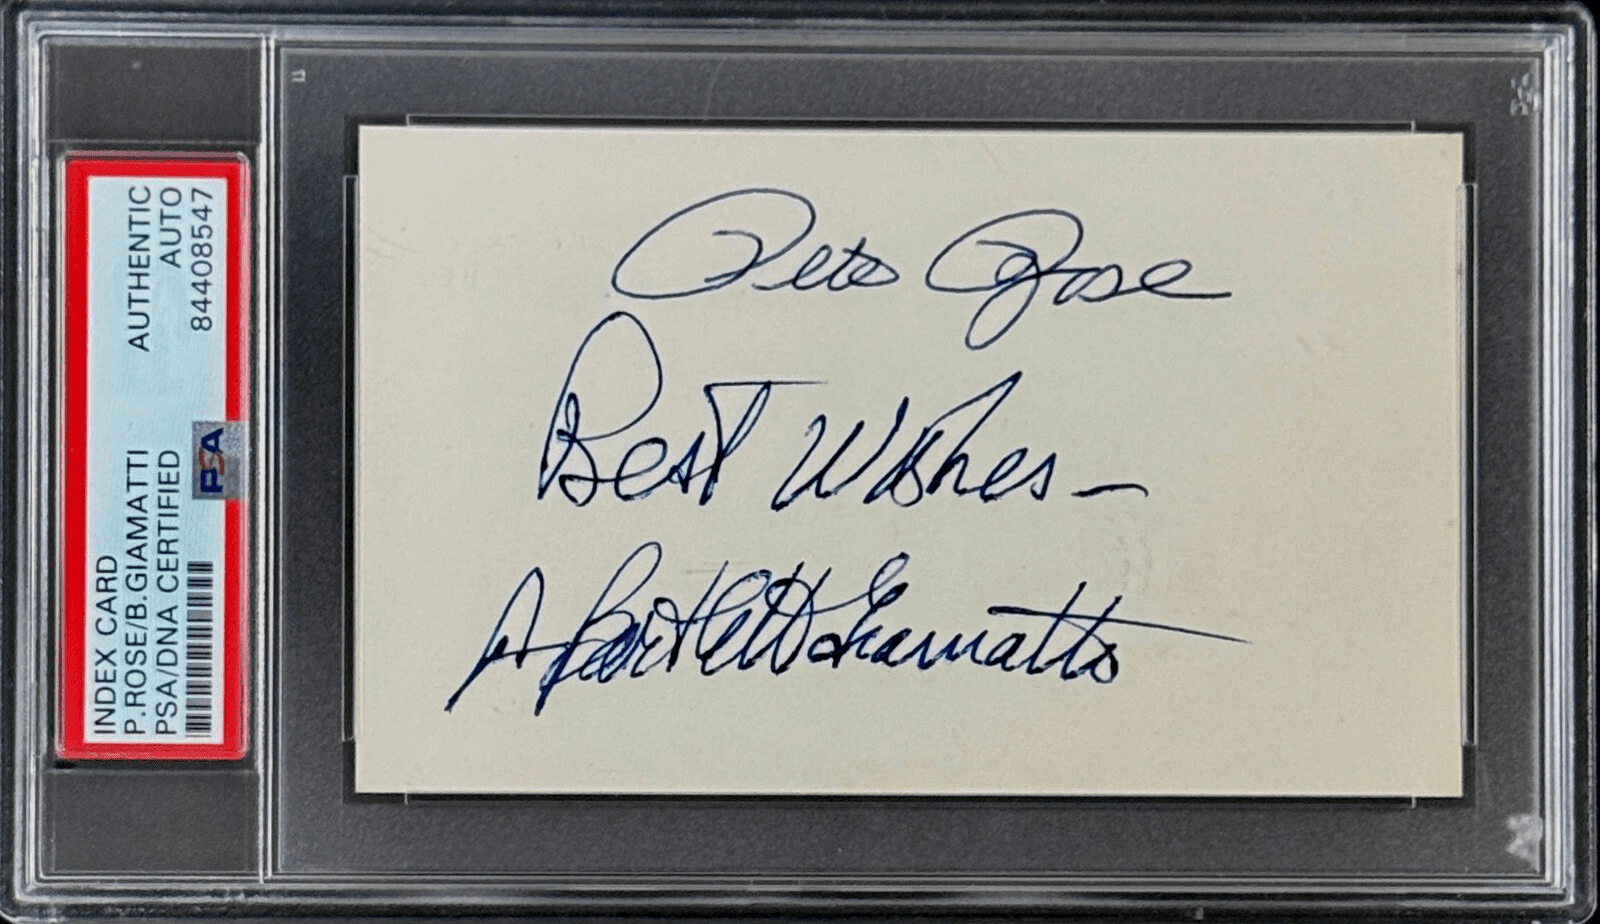 INDEX CARD
P.ROSE/B.GIAMATTI
PSA/DNA CERTIFIED
AUTHENTIC
AUTO
84408547
PSA
Pete Rose
Best Wishes –
A Bartlett Giamatti